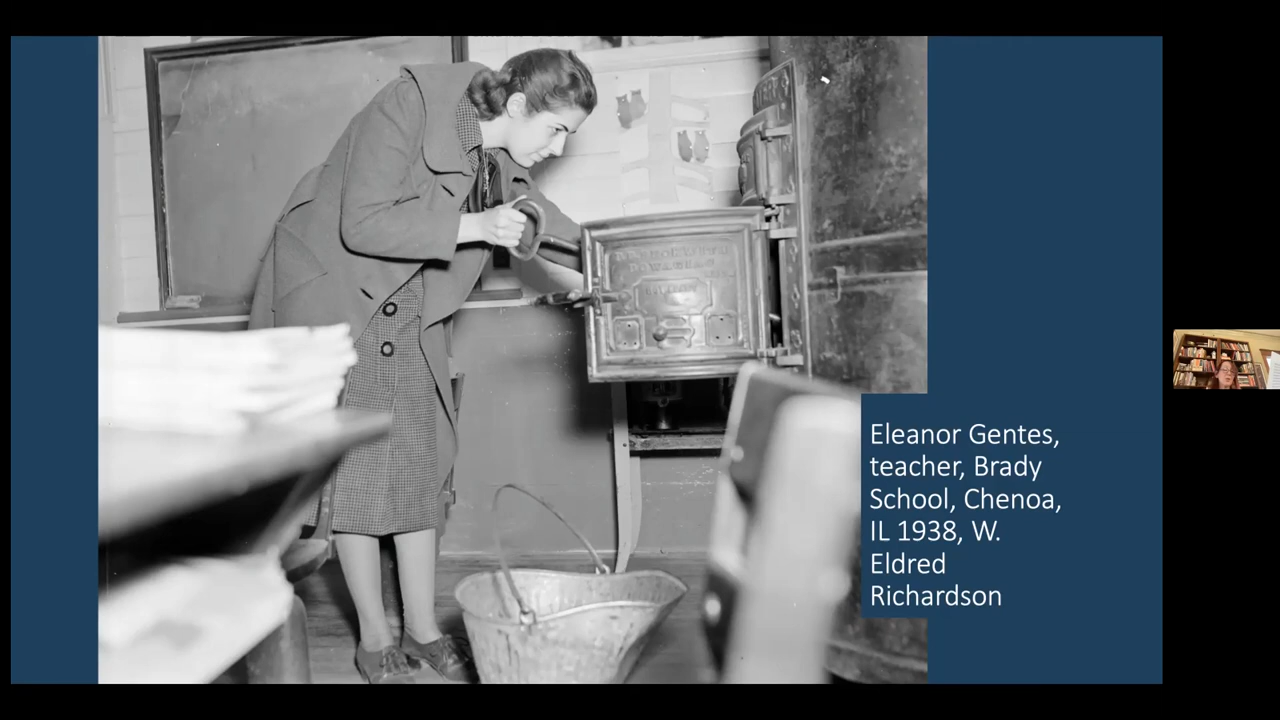 Eleanor Gentes,
teacher, Brady
School, Chenoa,
IL 1938, W.
Eldred
Richardson